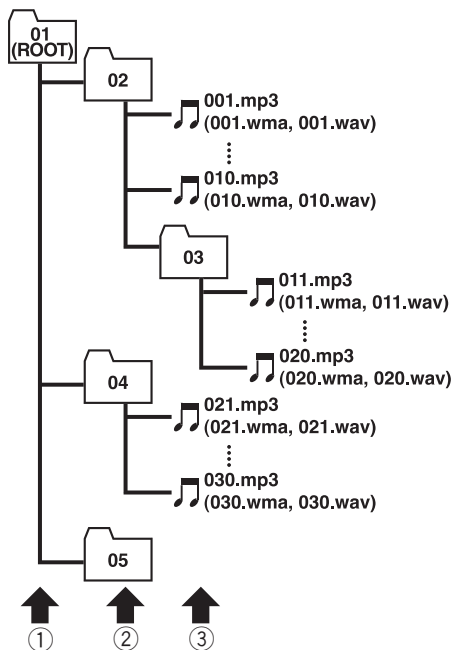 01
(ROOT)
02
001.mp3
(001.wma, 001.wav)
010.mp3
(010.wma, 010.wav)
03
011.mp3
(011.wma, 011.wav)
020.mp3
(020.wma, 020.wav)
04
021.mp3
(021.wma, 021.wav)
030.mp3
(030.wma, 030.wav)
05
① ② ③